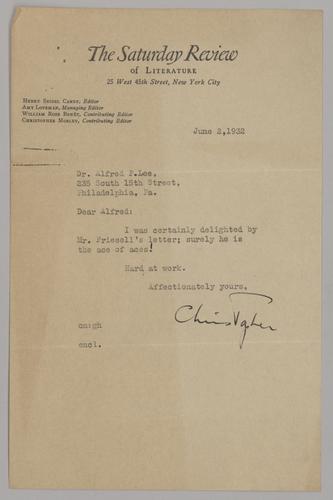 The Saturday Review
of LITERATURE
25 West 45th Street, New York City
HENRY SEIDEL CANBY, Editor
AMY LOVEMAN, Managing Editor
WILLIAM ROSE BENÉT, Contributing Editor
CHRISTOPHER MORLEY, Contributing Editor
June 2,1932
Dr. Alfred P.Lee,
235 South 15th Street,
Philadelphia, Pa.
Dear Alfred:
I was certainly delighted by
Mr. Friesell's letter; surely he is
the ace of aces!
Hard at work.
Affectionately yours,
Christopher
cm:gh
encl.